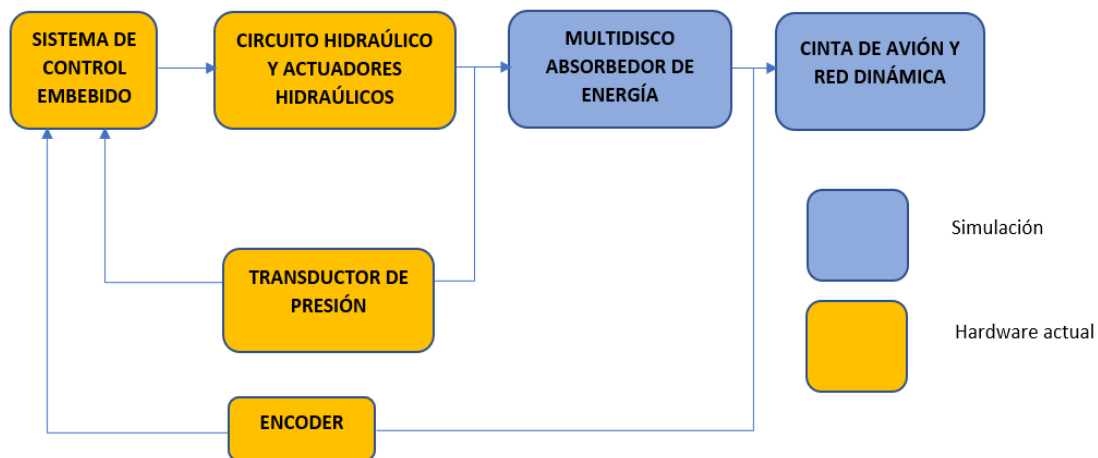 SISTEMA DE
CONTROL
EMBEBIDO
CIRCUITO HIDRAÚLICO
Y ACTUADORES
HIDRAÚLICOS
MULTIDISCO
ABSORBEDOR DE
ENERGÍA
CINTA DE AVIÓN Y
RED DINÁMICA
TRANSDUCTOR DE
PRESIÓN
ENCODER
Simulación
Hardware actual